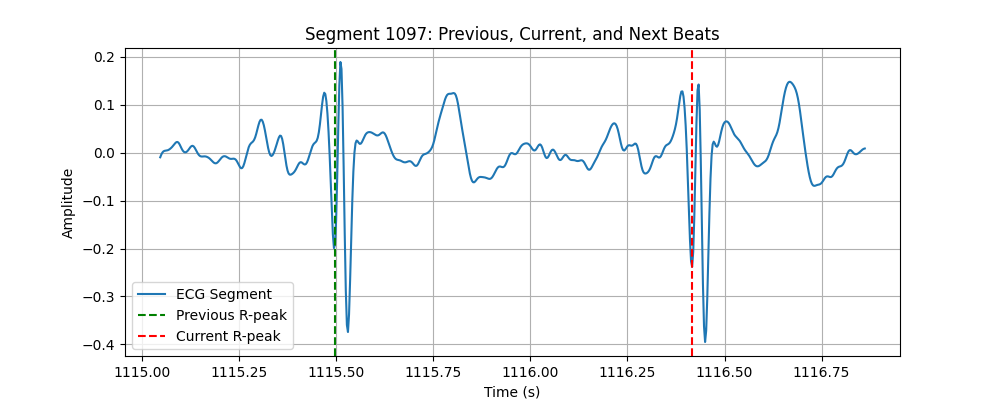 Segment 1097: Previous, Current, and Next Beats
0.2
0.1
0.0
−0.1
−0.2
−0.3
−0.4
Amplitude
ECG Segment
Previous R-peak
Current R-peak
1115.00 1115.25 1115.50 1115.75 1116.00 1116.25 1116.50 1116.75
Time (s)